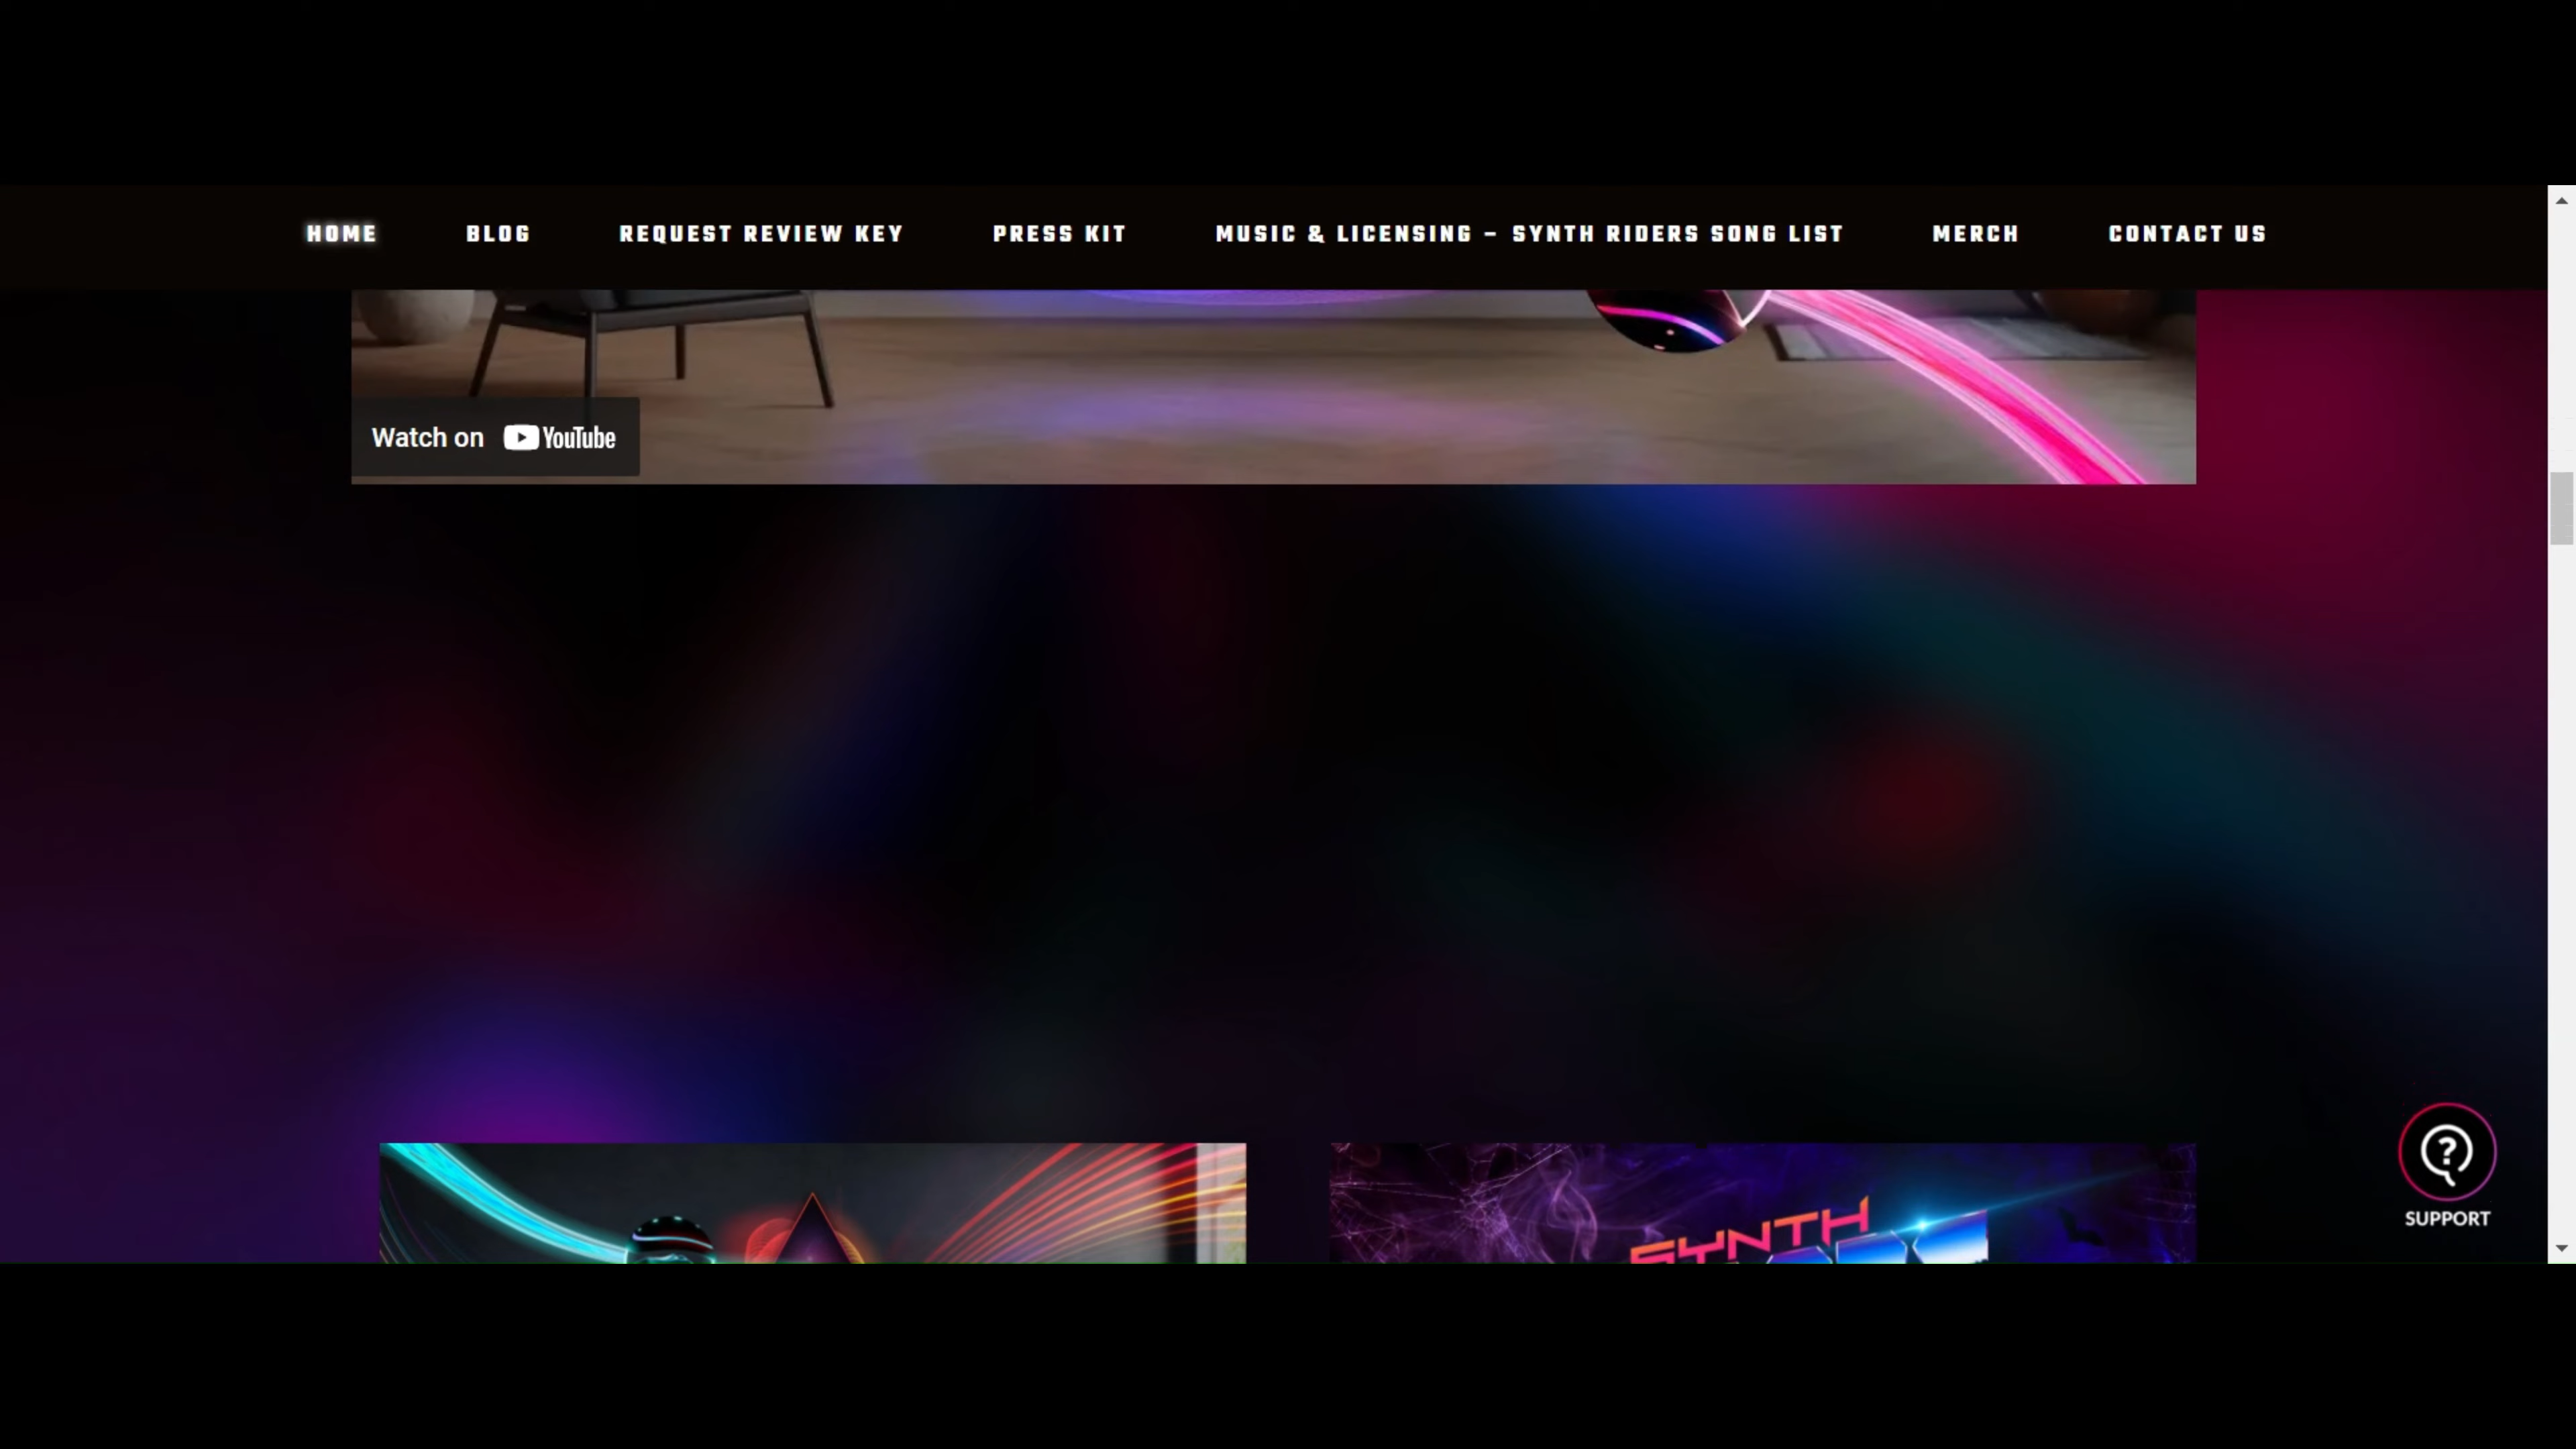 HOME BLOG REQUEST REVIEW KEY PRESS KIT MUSIC & LICENSING – SYNTH RIDERS SONG LIST MERCH CONTACT US
Watch on YouTube
SYNTH
SUPPORT